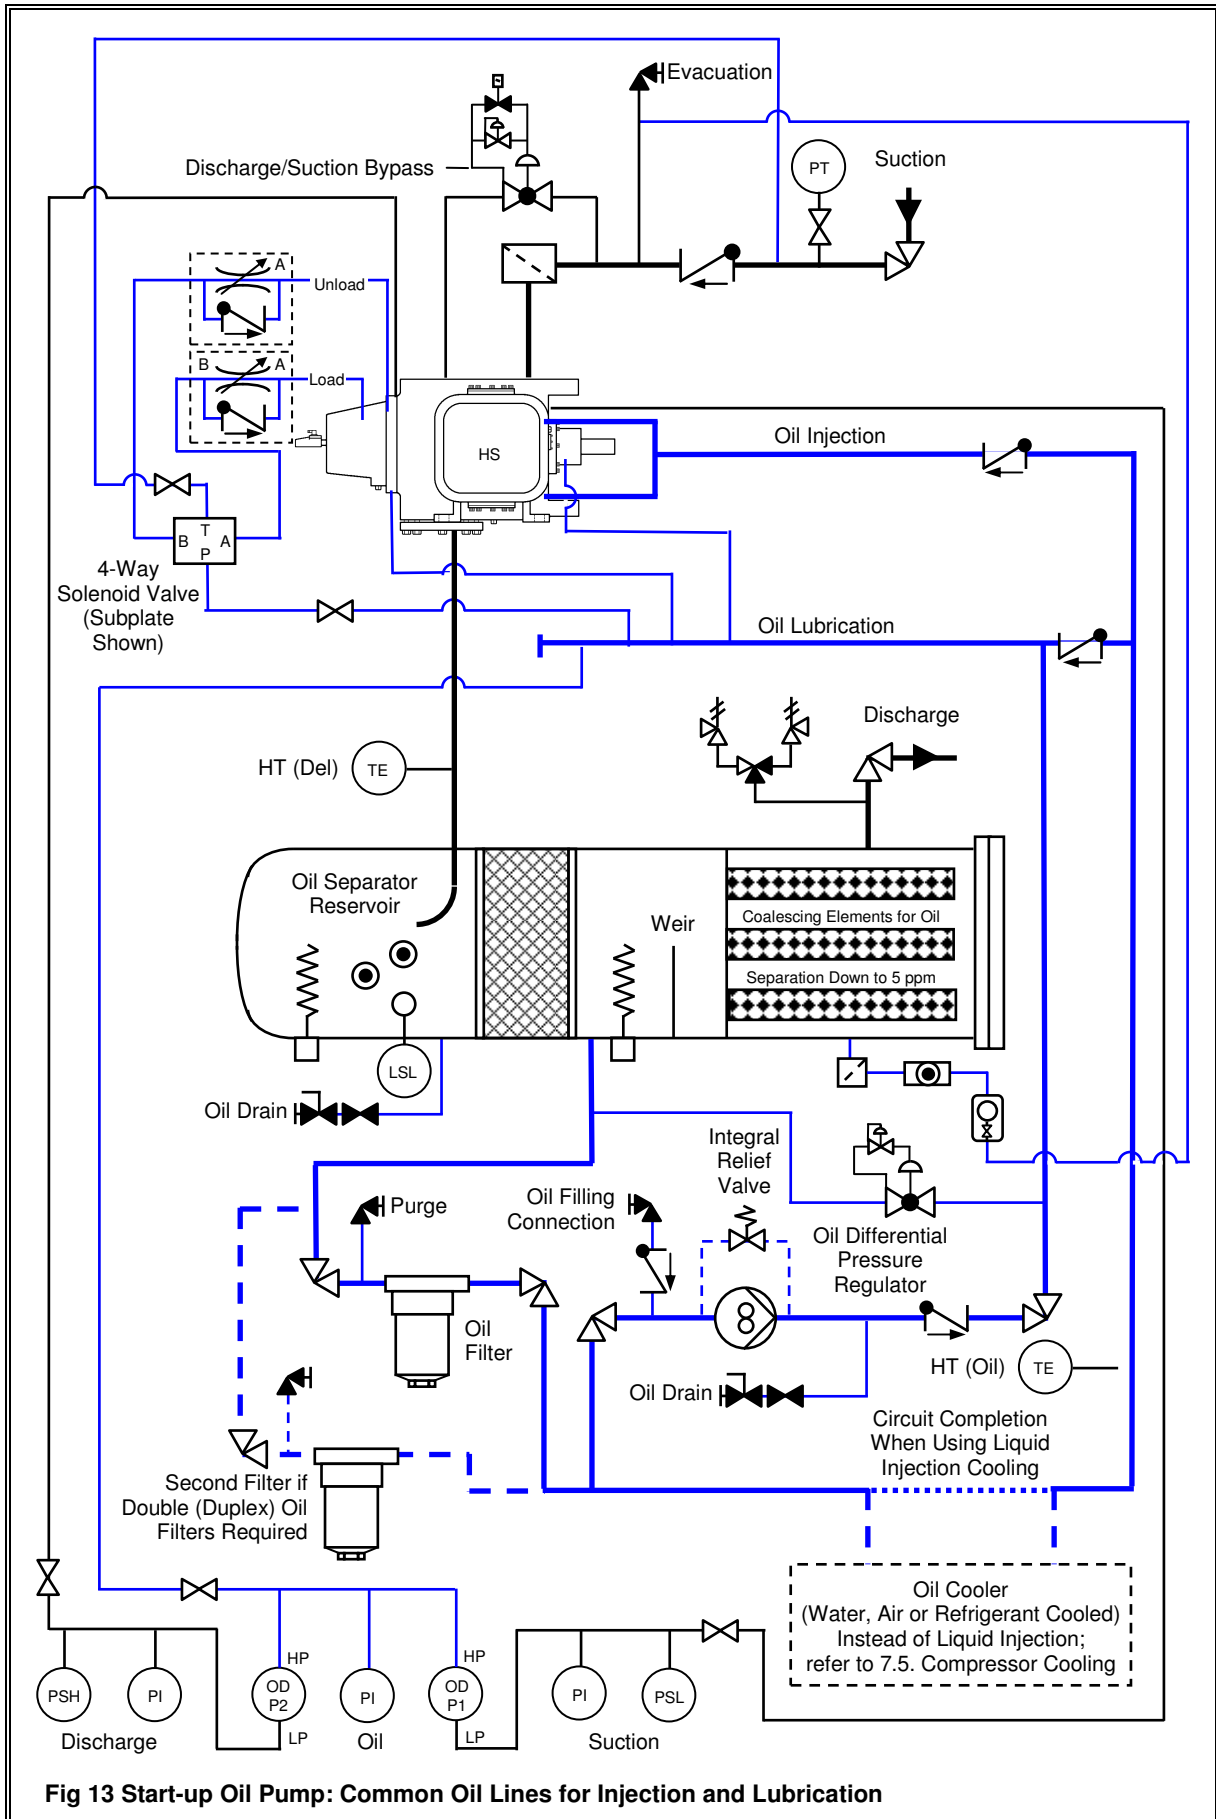 Evacuation
PT
Suction
Discharge/Suction Bypass
A
Unload
B
A
Load
HS
Oil Injection
T
B
A
P
4-Way
Solenoid Valve
(Subplate
Shown)
Oil Lubrication
Discharge
HT (Del)
TE
Oil Separator
Reservoir
Weir
Coalescing Elements for Oil
Separation Down to 5 ppm
LSL
Oil Drain
Integral
Relief
Valve
Purge
Oil Filling
Connection
Oil Differential
Pressure
Regulator
Oil
Filter
HT (Oil)
TE
Oil Drain
Circuit Completion
When Using Liquid
Injection Cooling
Second Filter if
Double (Duplex) Oil
Filters Required
Oil Cooler
(Water, Air or Refrigerant Cooled)
Instead of Liquid Injection;
refer to 7.5. Compressor Cooling
HP
HP
PSH
PI
OD
P2
PI
OD
P1
PI
PSL
LP
LP
Discharge
Oil
Suction
Fig 13 Start-up Oil Pump: Common Oil Lines for Injection and Lubrication